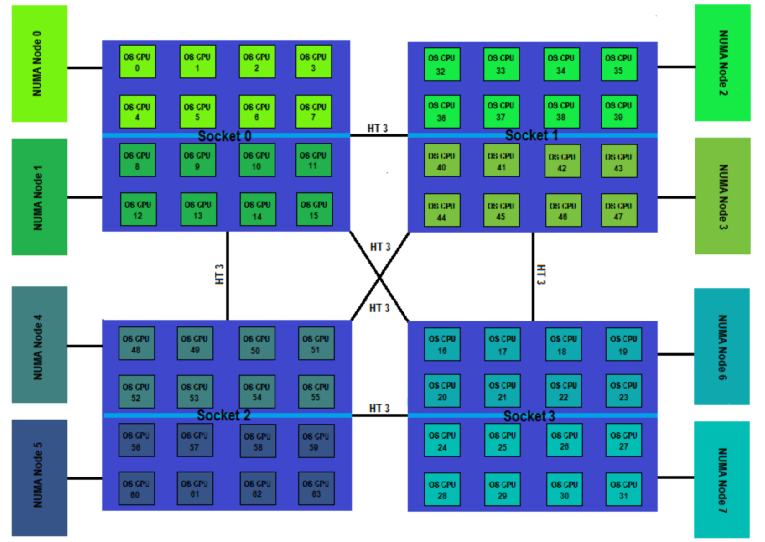 NUMA Node 0
OS CPU 0
OS CPU 1
OS CPU 2
OS CPU 3
OS CPU 4
OS CPU 5
OS CPU 6
OS CPU 7
Socket 0
NUMA Node 1
OS CPU 8
OS CPU 9
OS CPU 10
OS CPU 11
OS CPU 12
OS CPU 13
OS CPU 14
OS CPU 15
HT 3
OS CPU 32
OS CPU 33
OS CPU 34
OS CPU 35
OS CPU 36
OS CPU 37
OS CPU 38
OS CPU 39
NUMA Node 2
Socket 1
OS CPU 40
OS CPU 41
OS CPU 42
OS CPU 43
OS CPU 44
OS CPU 45
OS CPU 46
OS CPU 47
NUMA Node 3
HT 3
HT 3
HT 3
HT 3
NUMA Node 4
OS CPU 48
OS CPU 49
OS CPU 50
OS CPU 51
OS CPU 52
OS CPU 53
OS CPU 54
OS CPU 55
Socket 2
NUMA Node 5
OS CPU 56
OS CPU 57
OS CPU 58
OS CPU 59
OS CPU 60
OS CPU 61
OS CPU 62
OS CPU 63
HT 3
OS CPU 16
OS CPU 17
OS CPU 18
OS CPU 19
OS CPU 20
OS CPU 21
OS CPU 22
OS CPU 23
NUMA Node 6
Socket 3
OS CPU 24
OS CPU 25
OS CPU 26
OS CPU 27
OS CPU 28
OS CPU 29
OS CPU 30
OS CPU 31
NUMA Node 7